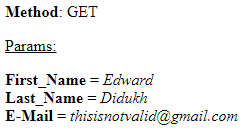 Method: GET
Params:
First_Name = Edward
Last_Name = Didukh
E-Mail = thisisnotvalid@gmail.com